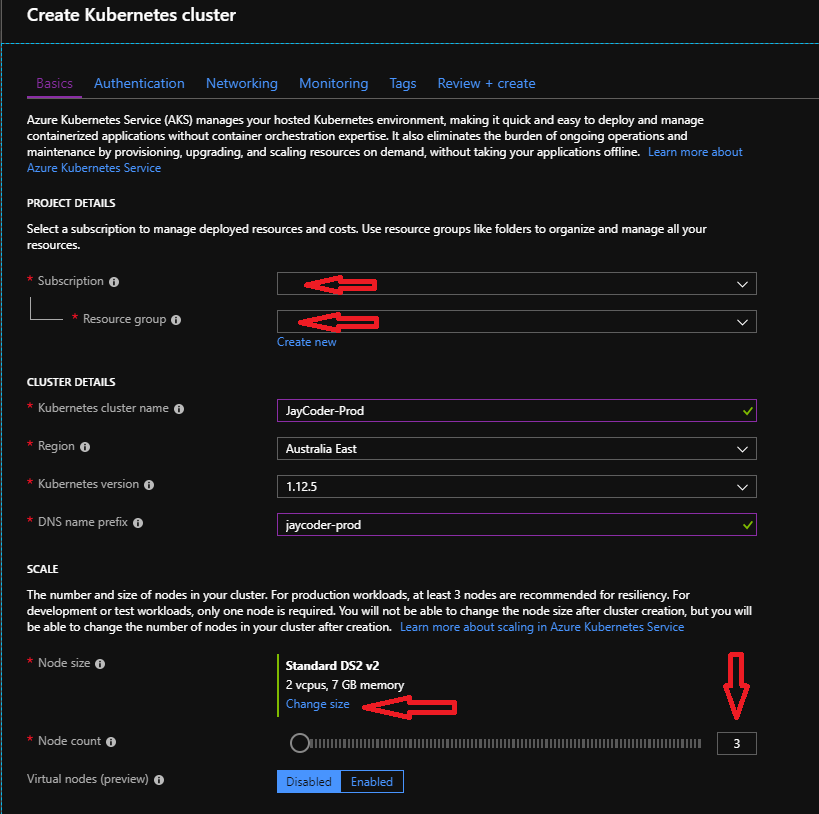 Create Kubernetes cluster
Basics Authentication Networking Monitoring Tags Review + create
Azure Kubernetes Service (AKS) manages your hosted Kubernetes environment, making it quick and easy to deploy and manage
containerized applications without container orchestration expertise. It also eliminates the burden of ongoing operations and
maintenance by provisioning, upgrading, and scaling resources on demand, without taking your applications offline. Learn more about
Azure Kubernetes Service
PROJECT DETAILS
Select a subscription to manage deployed resources and costs. Use resource groups like folders to organize and manage all your
resources.
* Subscription
* Resource group
Create new
CLUSTER DETAILS
* Kubernetes cluster name JayCoder-Prod
* Region Australia East
* Kubernetes version 1.12.5
* DNS name prefix jaycoder-prod
SCALE
The number and size of nodes in your cluster. For production workloads, at least 3 nodes are recommended for resiliency. For
development or test workloads, only one node is required. You will not be able to change the node size after cluster creation, but you will
be able to change the number of nodes in your cluster after creation. Learn more about scaling in Azure Kubernetes Service
* Node size Standard DS2 v2
2 vcpus, 7 GB memory
Change size
* Node count 3
Virtual nodes (preview) Disabled Enabled